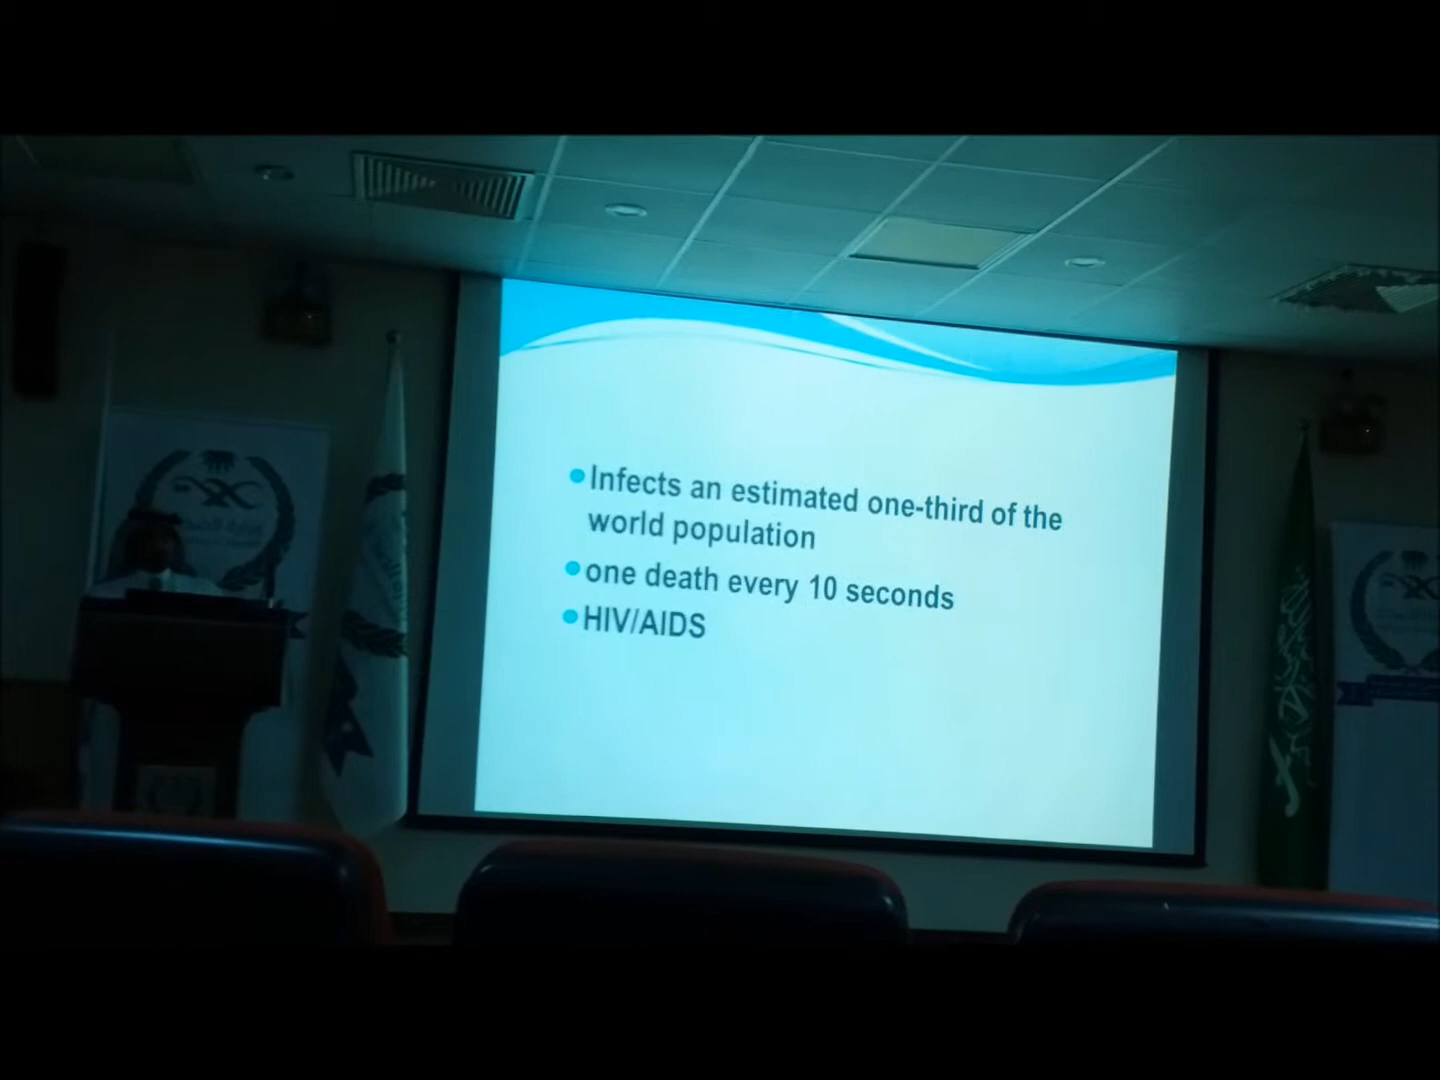 Infects an estimated one-third of the
world population
one death every 10 seconds
HIV/AIDS